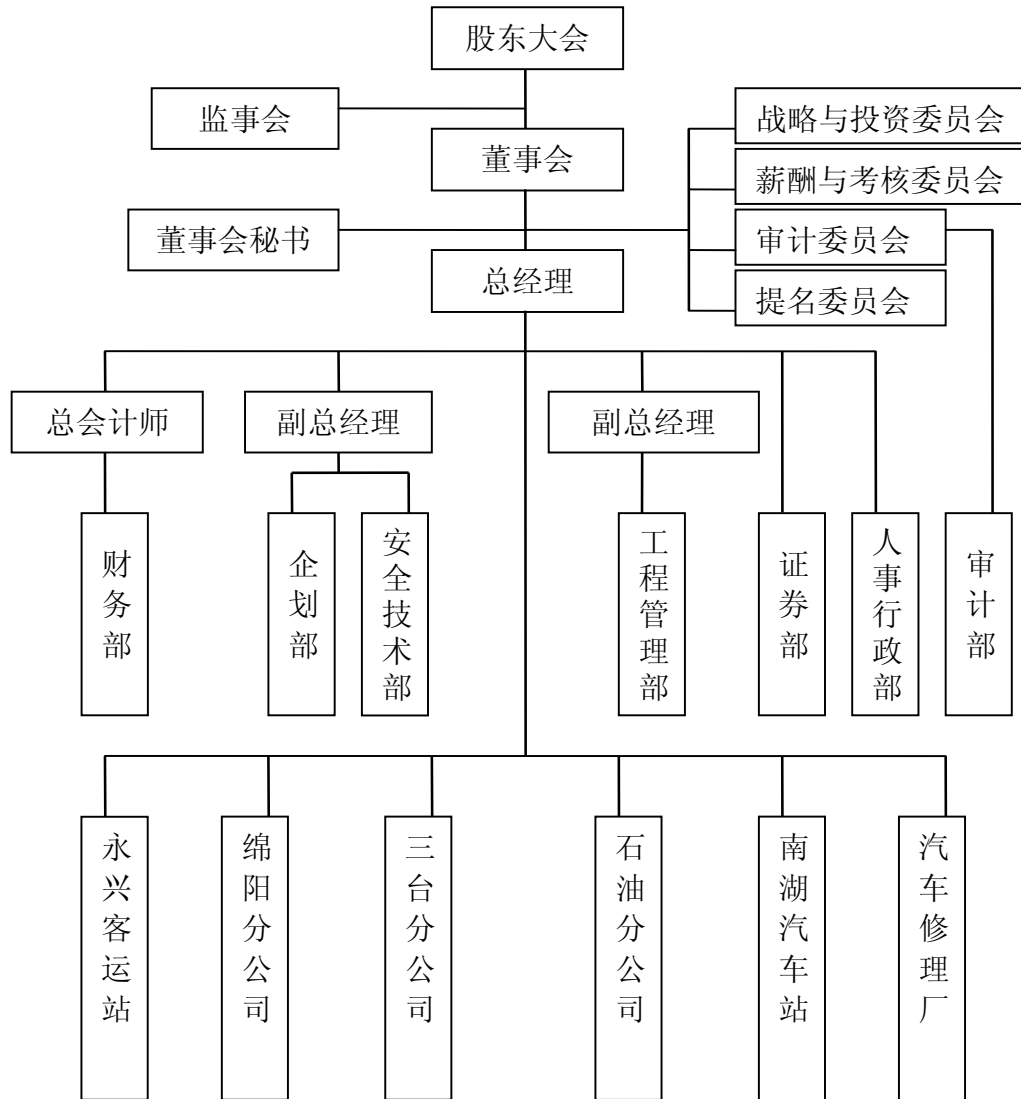 股东大会
监事会
战略与投资委员会
董事会
薪酬与考核委员会
董事会秘书
审计委员会
总经理
提名委员会
总会计师
副总经理
副总经理
财务部
企划部
安全技术部
工程管理部
证券部
人事行政部
审计部
永兴客运站
绵阳分公司
三台分公司
石油分公司
南湖汽车站
汽车修理厂